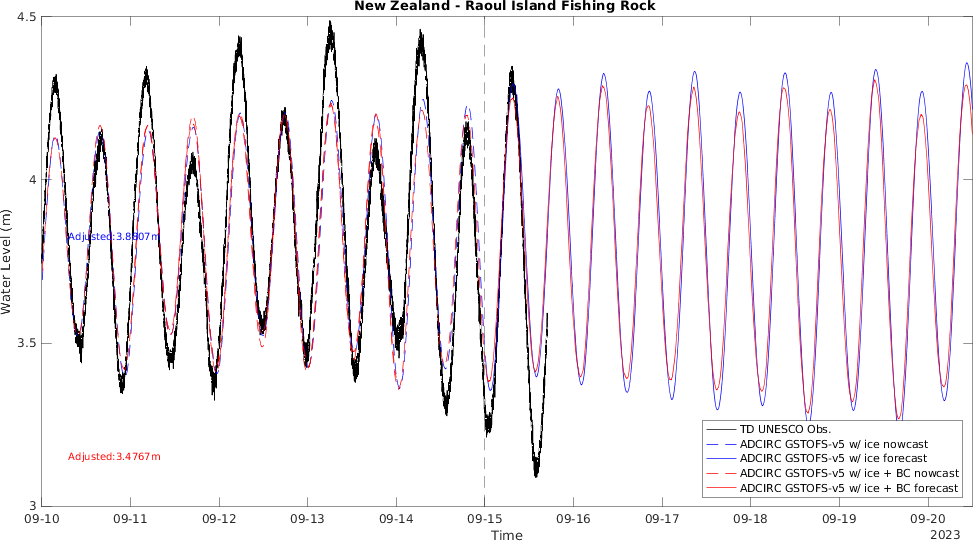 New Zealand - Raoul Island Fishing Rock
4.5
4
3.5
3
Water Level (m)
Adjusted:3.8907m
Adjusted:3.4767m
TD UNESCO Obs.
ADCIRC GSTOFS-v5 w/ ice nowcast
ADCIRC GSTOFS-v5 w/ ice forecast
ADCIRC GSTOFS-v5 w/ ice + BC nowcast
ADCIRC GSTOFS-v5 w/ ice + BC forecast
09-10 09-11 09-12 09-13 09-14 09-15 09-16 09-17 09-18 09-19 09-20
Time
2023